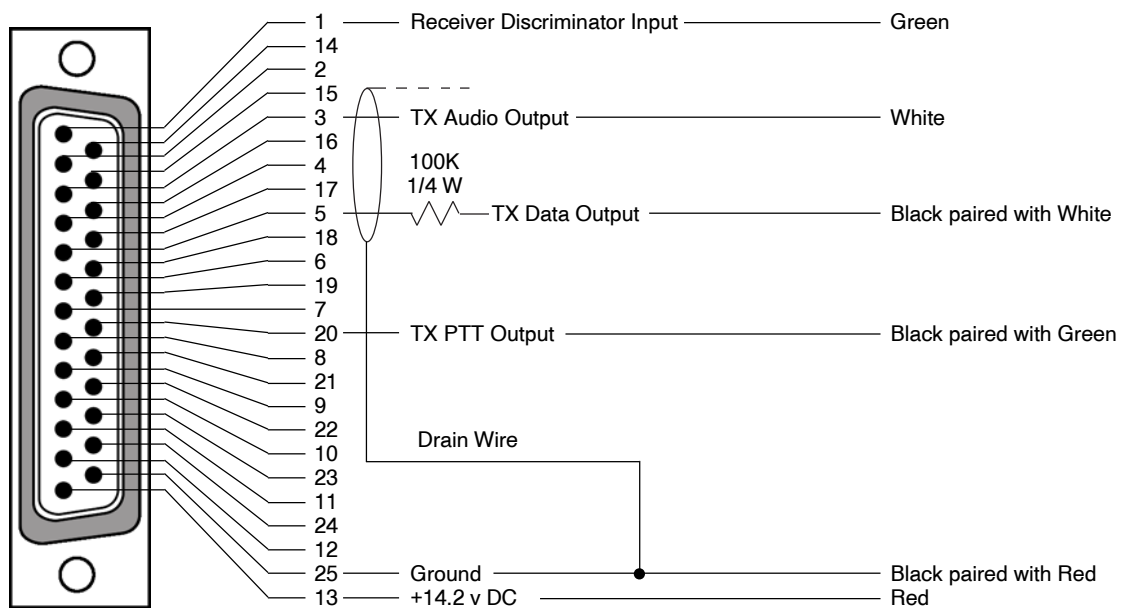 1 Receiver Discriminator Input Green
14
2
15
3 TX Audio Output White
16
4 100K
17 1/4 W
5 TX Data Output Black paired with White
18
6
19
7
20 TX PTT Output Black paired with Green
8
21
9
22
Drain Wire
10
23
11
24
12
25 Ground Black paired with Red
13 +14.2 v DC Red